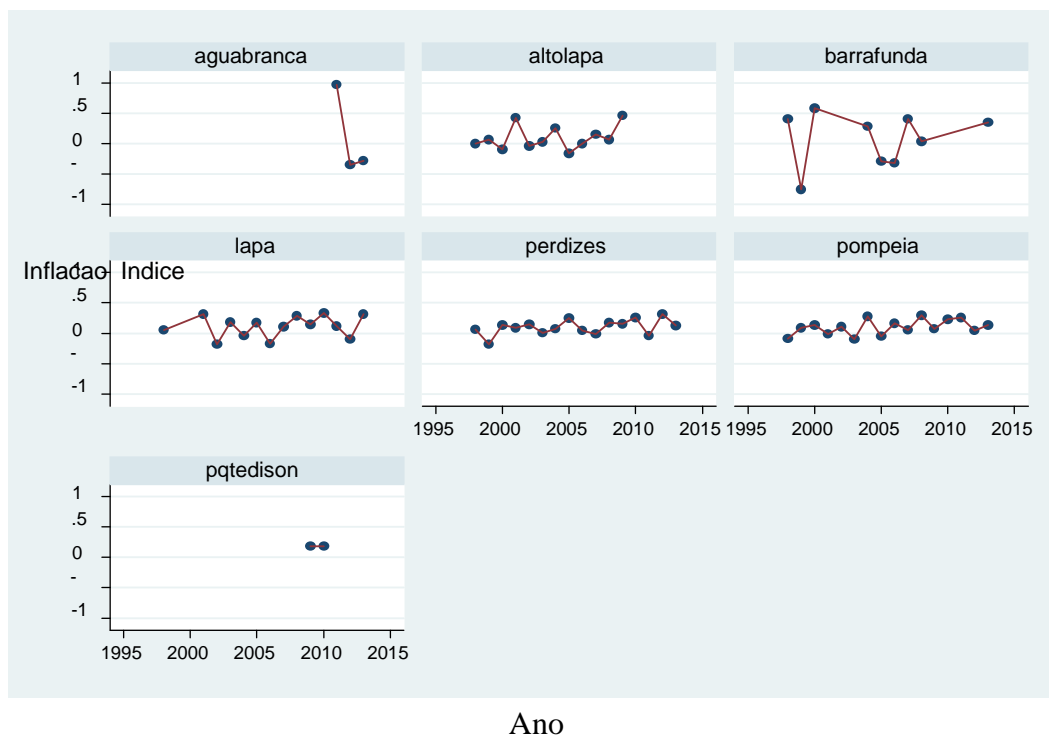 aguabranca altolapa barrafunda
1
.5
0
-
-1
lapa perdizes pompeia
Inflacao Indice
1
.5
0
-
-1
1995 2000 2005 2010 2015 1995 2000 2005 2010 2015
pqtedison
1
.5
0
-
-1
1995 2000 2005 2010 2015
Ano